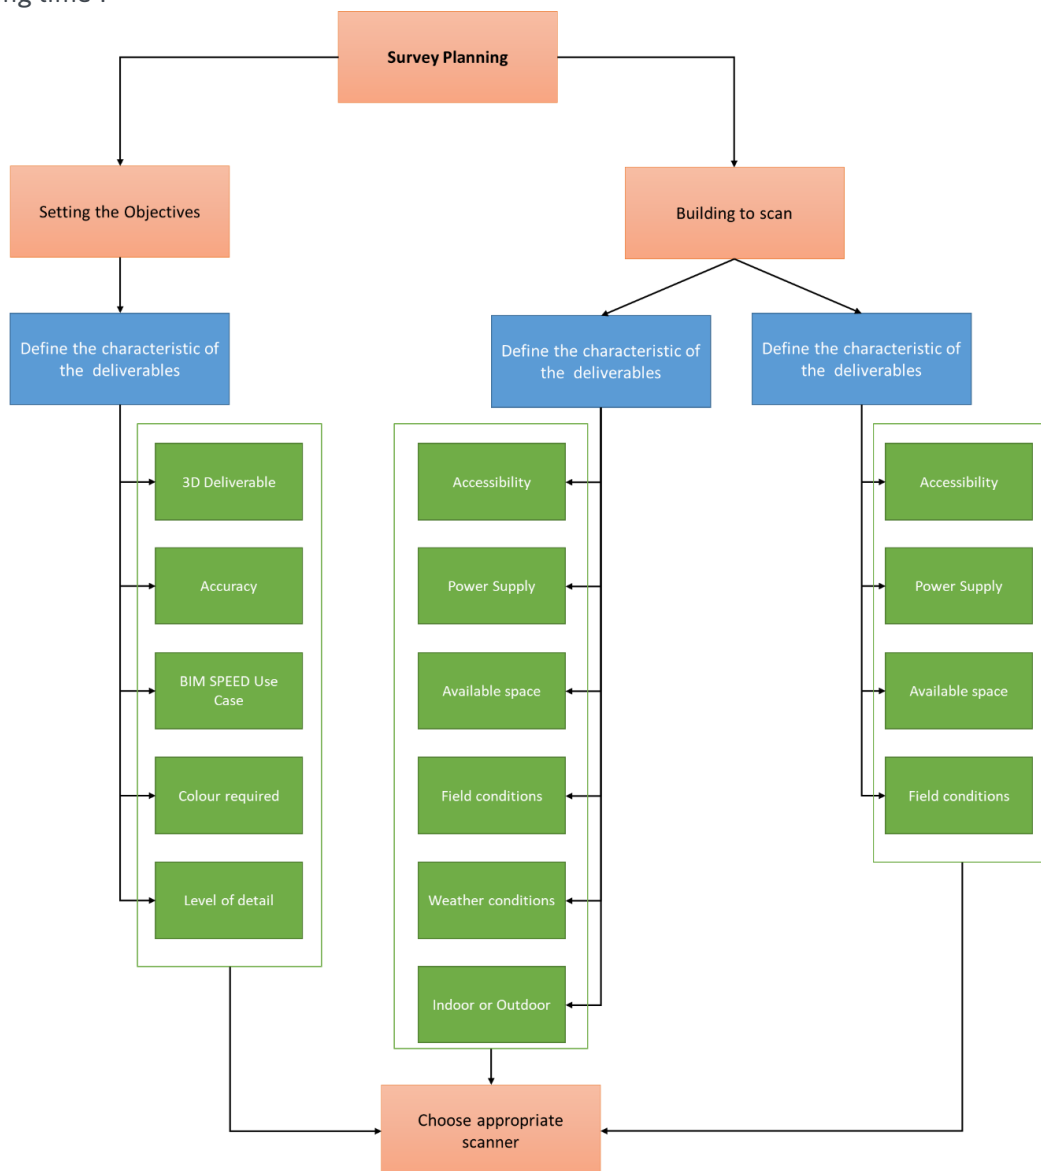 ng time .
Survey Planning
Setting the Objectives
Building to scan
Define the characteristic of
the deliverables
Define the characteristic of
the deliverables
Define the characteristic of
the deliverables
3D Deliverable
Accuracy
BIM SPEED Use
Case
Colour required
Level of detail
Accessibility
Power Supply
Available space
Field conditions
Weather conditions
Indoor or Outdoor
Accessibility
Power Supply
Available space
Field conditions
Choose appropriate
scanner